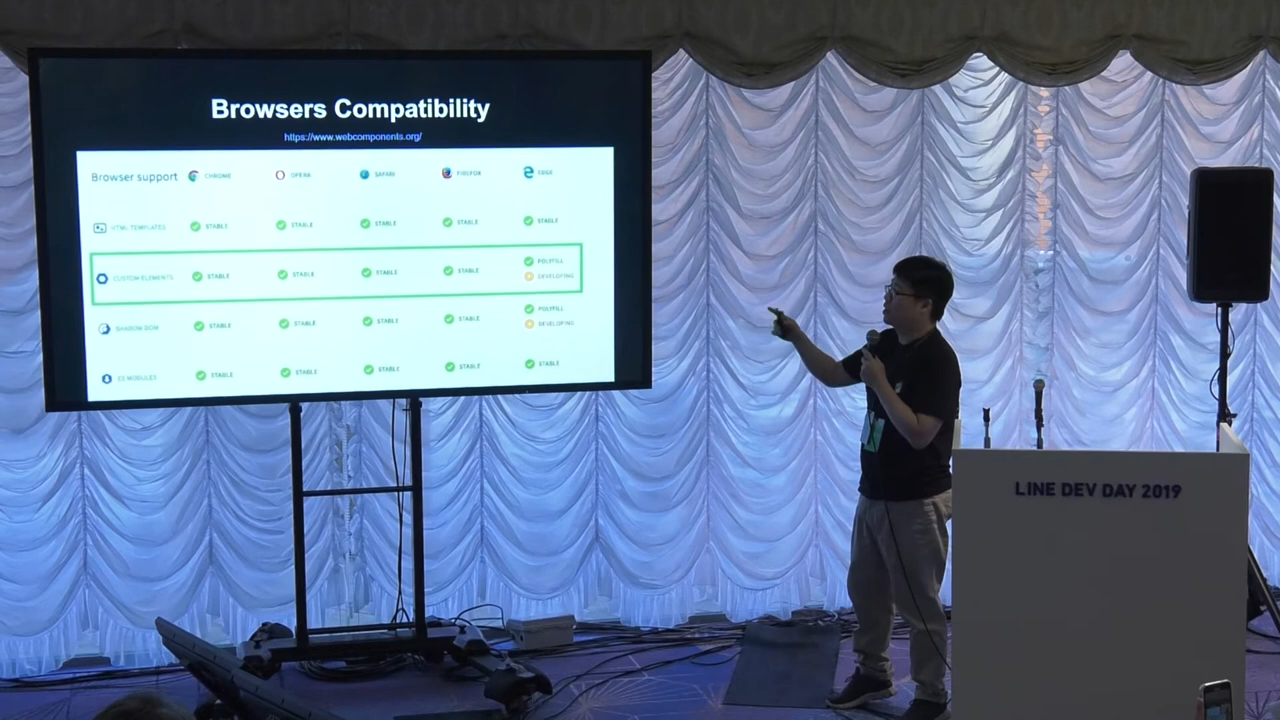 Browsers Compatibility
https://www.webcomponents.org/
Browser support CHROME OPERA SAFARI FIREFOX EDGE
HTML TEMPLATES STABLE STABLE STABLE STABLE STABLE
CUSTOM ELEMENTS STABLE STABLE STABLE STABLE POLYFILL
DEVELOPING
SHADOW DOM STABLE STABLE STABLE STABLE POLYFILL
DEVELOPING
ES MODULES STABLE STABLE STABLE STABLE STABLE
LINE DEV DAY 2019